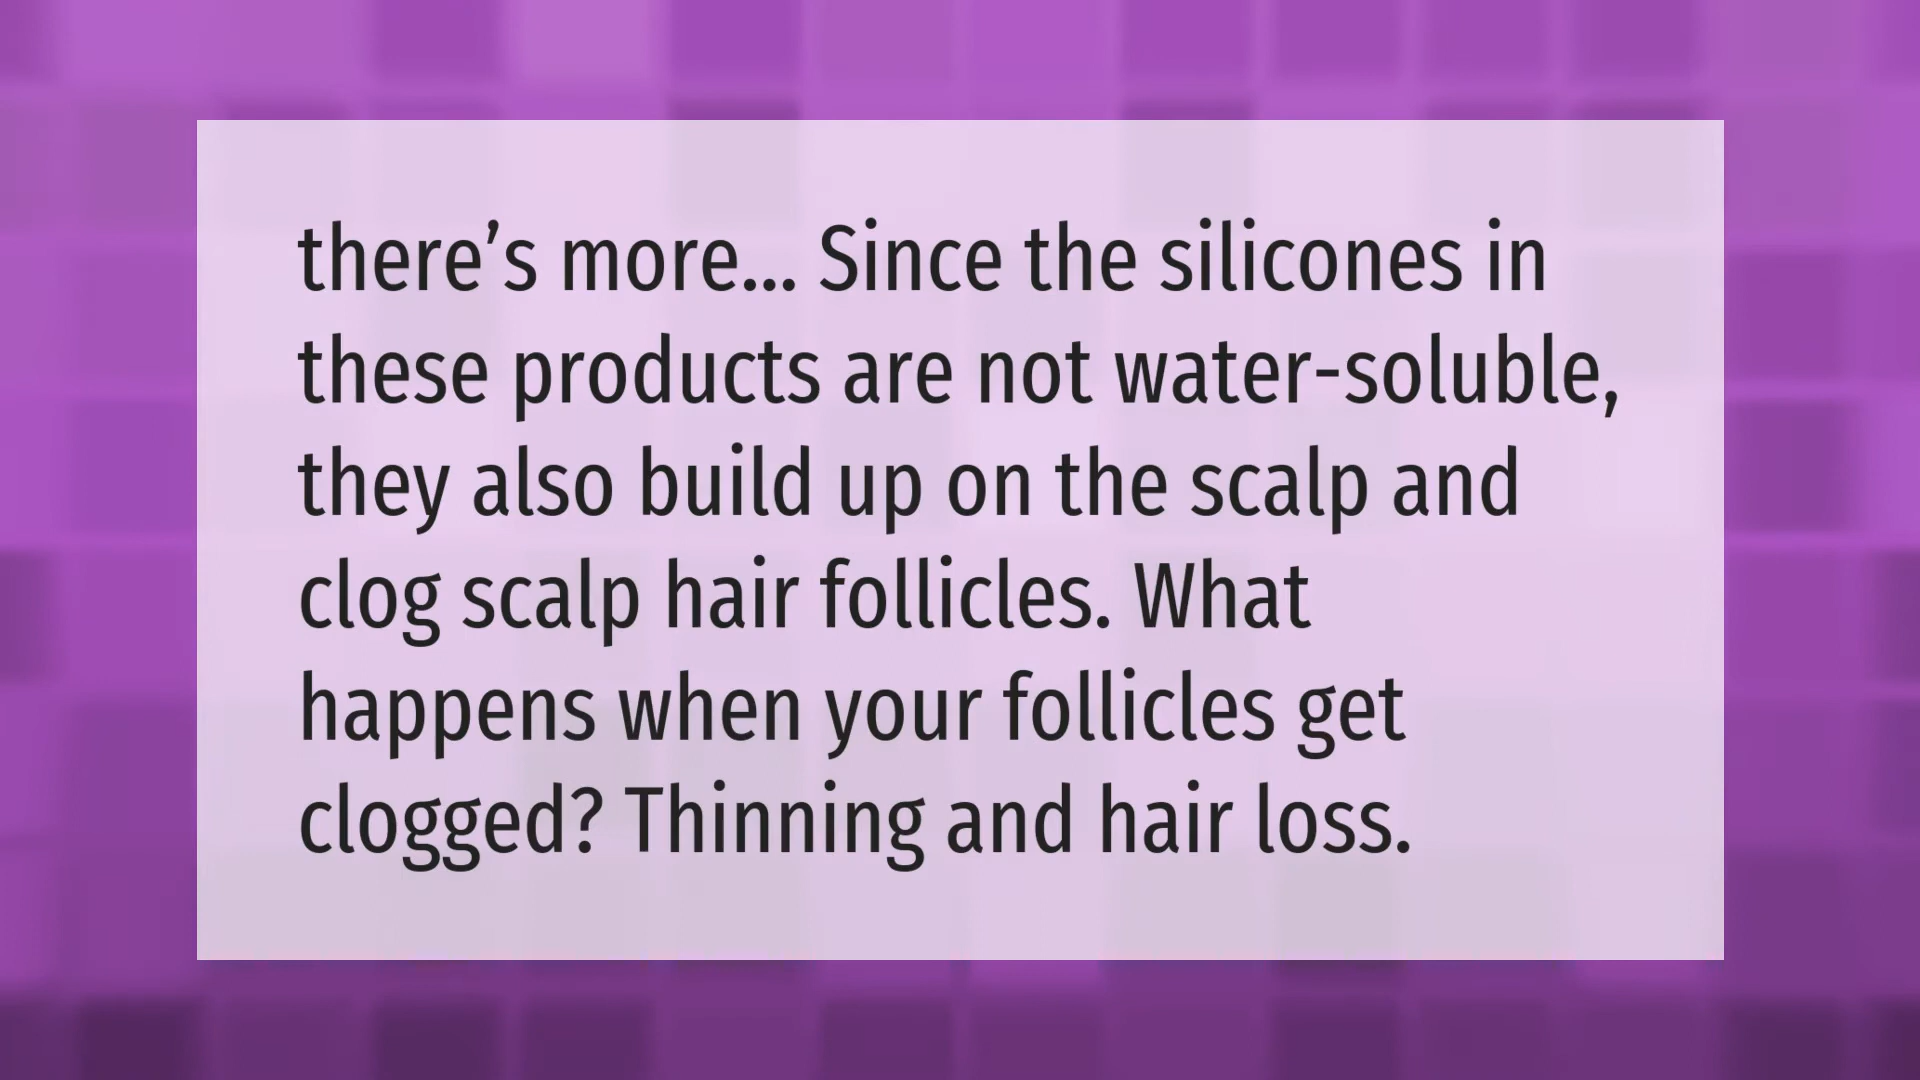 there’s more... Since the silicones in
these products are not water-soluble,
they also build up on the scalp and
clog scalp hair follicles. What
happens when your follicles get
clogged? Thinning and hair loss.